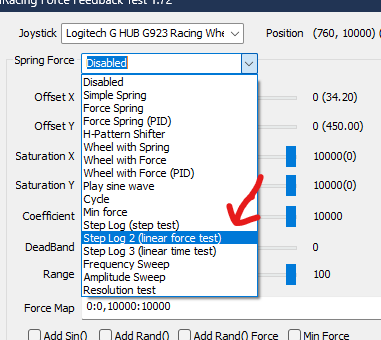 Racing Force Feedback Test 1.72
Joystick Logitech G HUB G923 Racing Whe Position (760, 10000)
Spring Force Disabled
Disabled
Simple Spring
Force Spring
Force Spring (PID)
H-Pattern Shifter
Wheel with Spring
Wheel with Force
Wheel with Force (PID)
Play sine wave
Cycle
Min force
Step Log (step test)
Step Log 2 (linear force test)
Step Log 3 (linear time test)
Frequency Sweep
Amplitude Sweep
Resolution test
Offset X 0 (34.20)
Offset Y 0 (450.00)
Saturation X 10000(0)
Saturation Y 10000(0)
Coefficient 10000
DeadBand 0
Range 100
Force Map 0:0,10000:10000
Add Sin() Add Rand() Add Rand() Force Min Force